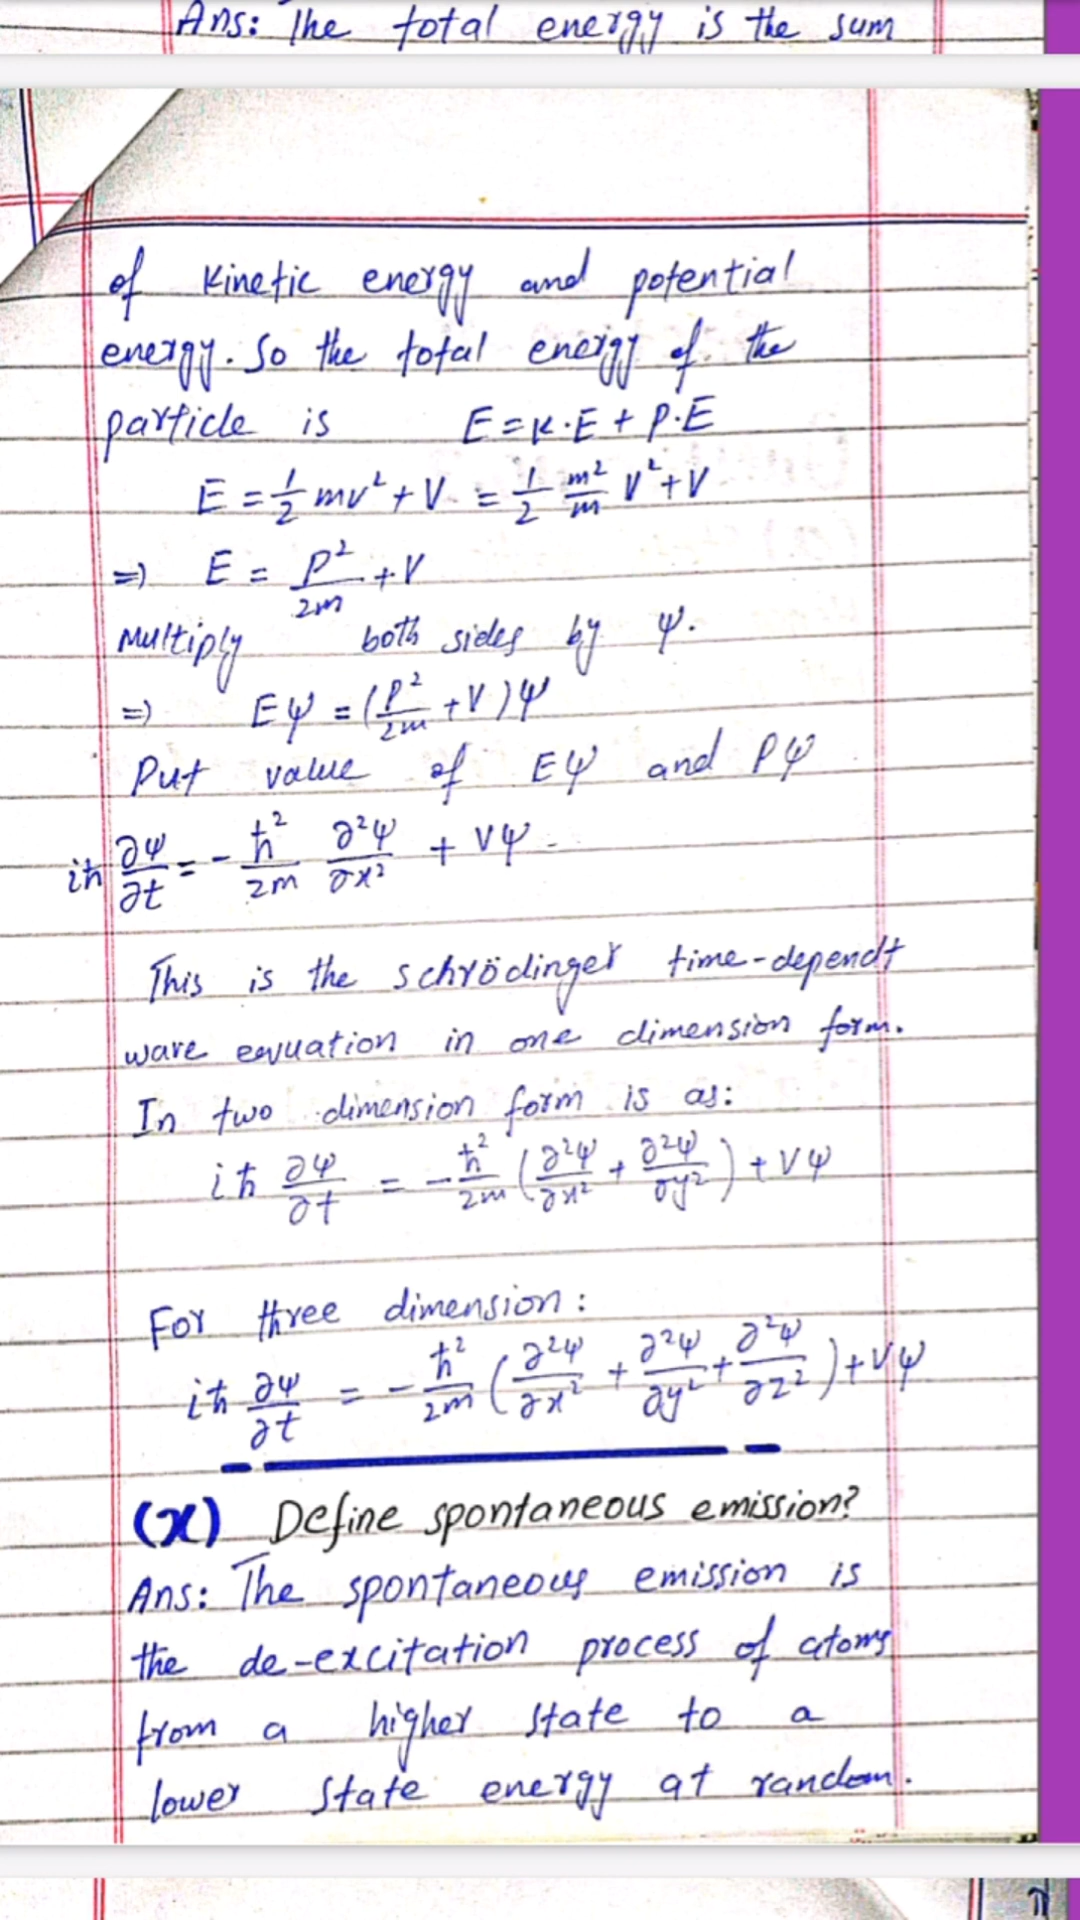 Ans: The total energy is the sum
of Kinetic energy and potential
energy. So the total energy of the
particle is E = K.E + P.E
E = 1/2 mv² + V = 1/2 m²/m V² + V
=> E = P²/2m + V
Multiply both sides by ψ.
=> Eψ = (P²/2m + V)ψ
Put value of Eψ and Pψ
iħ ∂ψ/∂t = - ħ²/2m ∂²ψ/∂x² + Vψ
This is the schrödinger time-dependt
wave equation in one dimension form.
In two dimension form is as:
iħ ∂ψ/∂t = - ħ²/2m (∂²ψ/∂x² + ∂²ψ/∂y²) + Vψ
For three dimension:
iħ ∂ψ/∂t = - ħ²/2m (∂²ψ/∂x² + ∂²ψ/∂y² + ∂²ψ/∂z²) + Vψ
(x) Define spontaneous emission?
Ans: The spontaneous emission is
the de-excitation process of atoms
from a higher state to a
lower state energy at random.